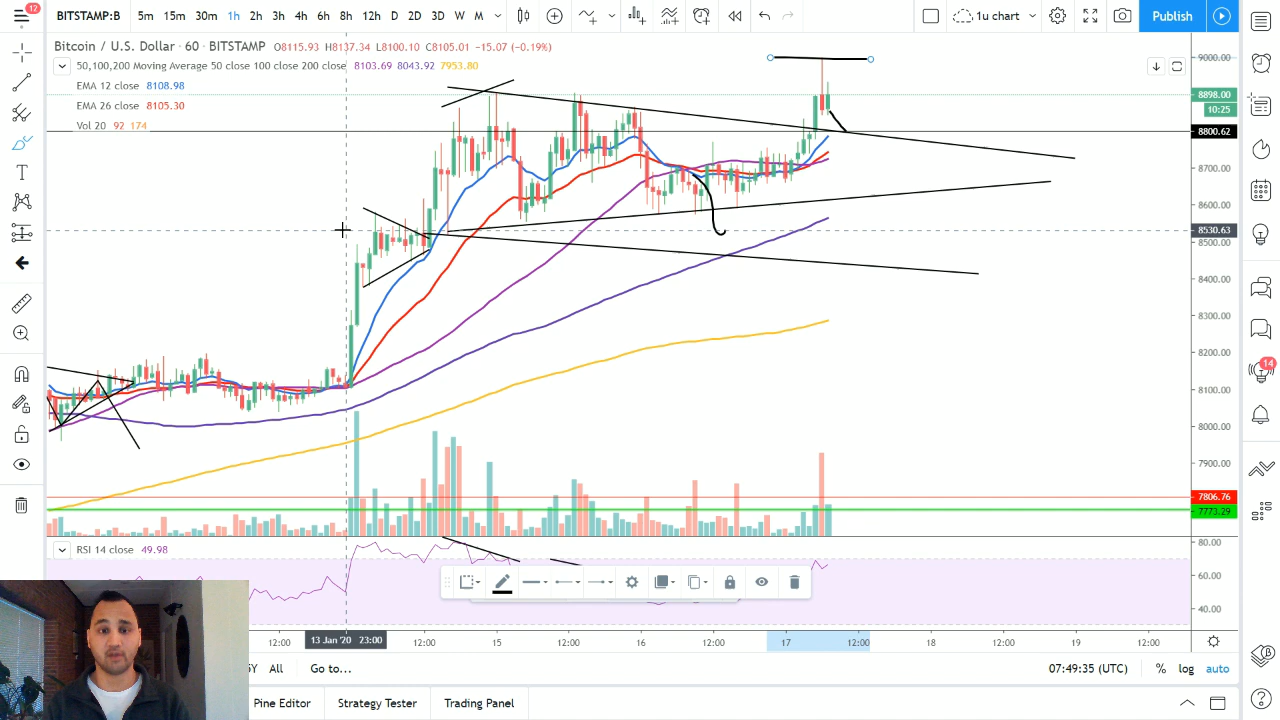 12 BITSTAMP:B 5m 15m 30m 1h 2h 3h 4h 6h 8h 12h D 2D 3D W M 1u chart Publish
Bitcoin / U.S. Dollar · 60 · BITSTAMP O8115.93 H8137.34 L8100.10 C8105.01 −15.07 (−0.19%)
50,100,200 Moving Average 50 close 100 close 200 close 8103.69 8043.92 7953.80
EMA 12 close 8108.98
EMA 26 close 8105.30
Vol 20 92 174
9000.00
8898.00
10:25
8800.62
8700.00
8600.00
8530.63
8500.00
8400.00
8300.00
8200.00
8100.00
8000.00
7900.00
7806.76
7773.29
14
RSI 14 close 49.98
80.00
60.00
40.00
12:00 13 Jan '20 23:00 12:00 15 12:00 16 12:00 17 12:00 18 12:00 19 12:00
5Y All Go to... 07:49:35 (UTC) % log auto
Pine Editor Strategy Tester Trading Panel